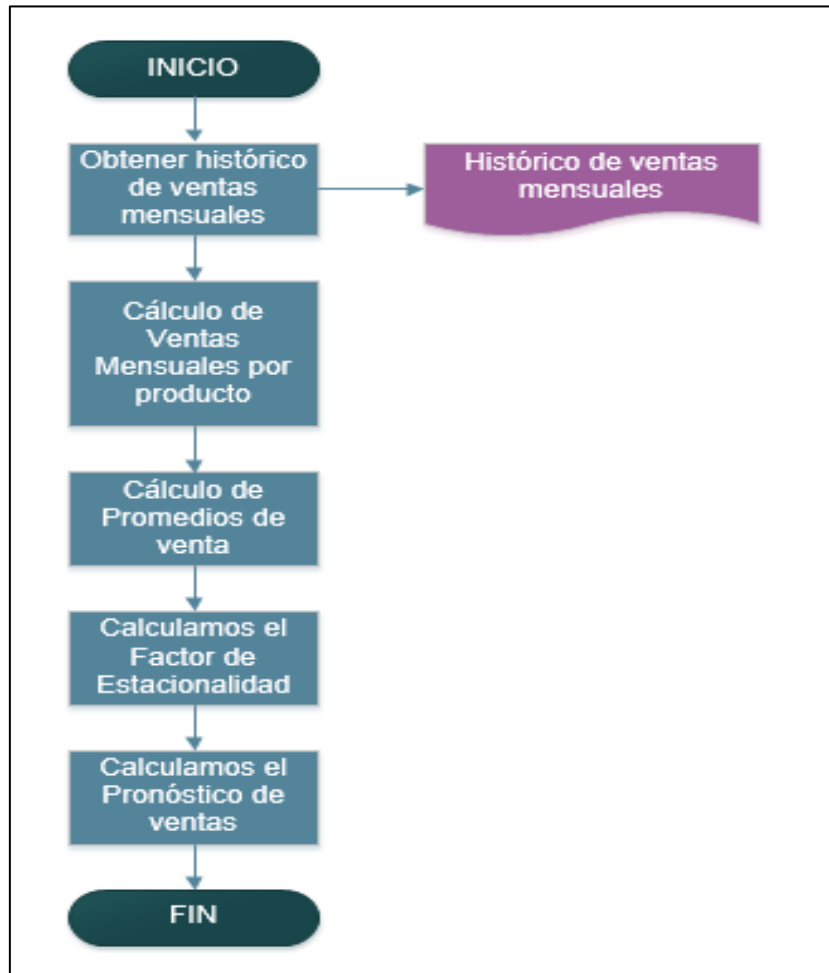 INICIO
Obtener histórico
de ventas
mensuales
Histórico de ventas
mensuales
Cálculo de
Ventas
Mensuales por
producto
Cálculo de
Promedios de
venta
Calculamos el
Factor de
Estacionalidad
Calculamos el
Pronóstico de
ventas
FIN